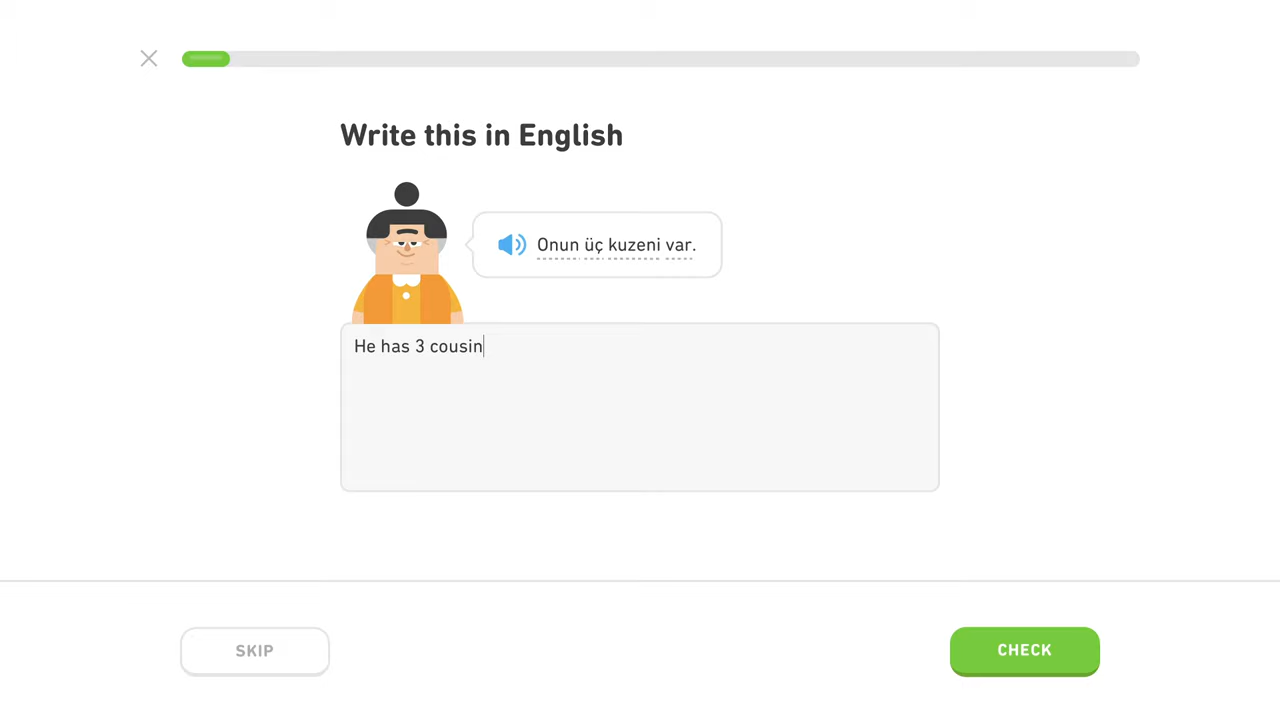 Write this in English
Onun üç kuzeni var.
He has 3 cousin
SKIP
CHECK